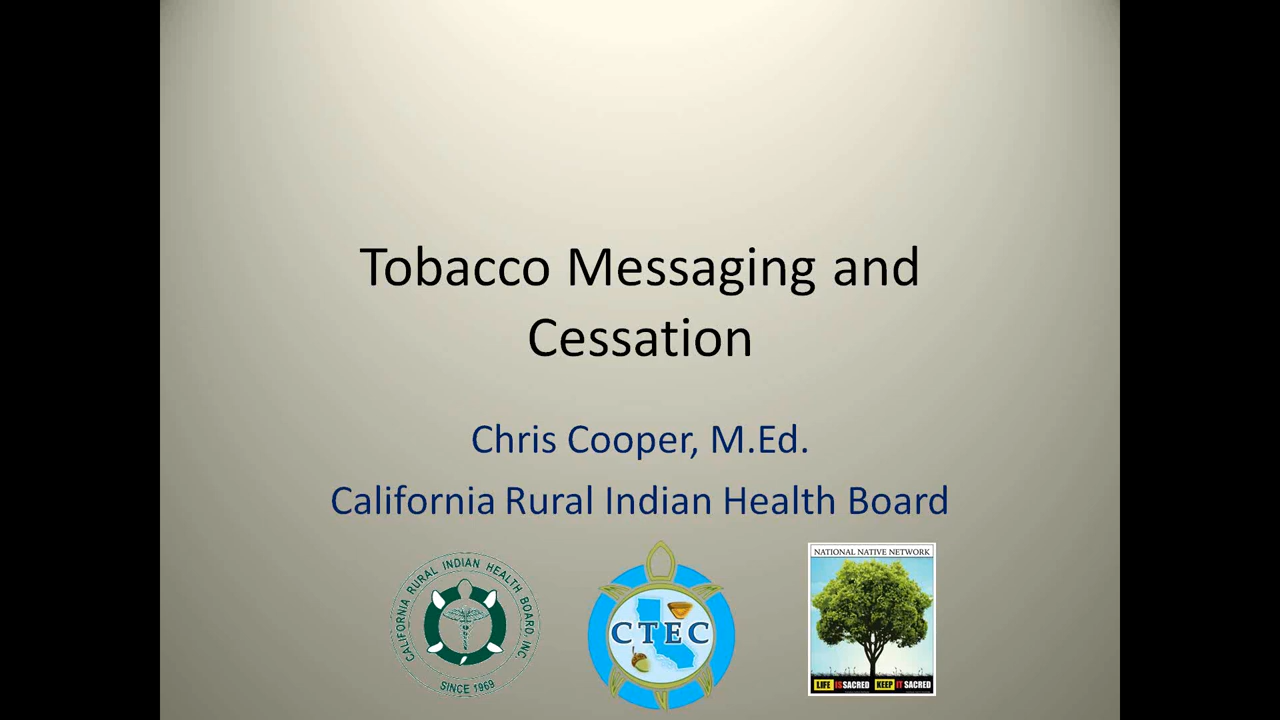 Tobacco Messaging and
Cessation
Chris Cooper, M.Ed.
California Rural Indian Health Board
CALIFORNIA RURAL INDIAN HEALTH BOARD, INC.
SINCE 1969
CTEC
NATIONAL NATIVE NETWORK
LIFE IS SACRED KEEP IT SACRED